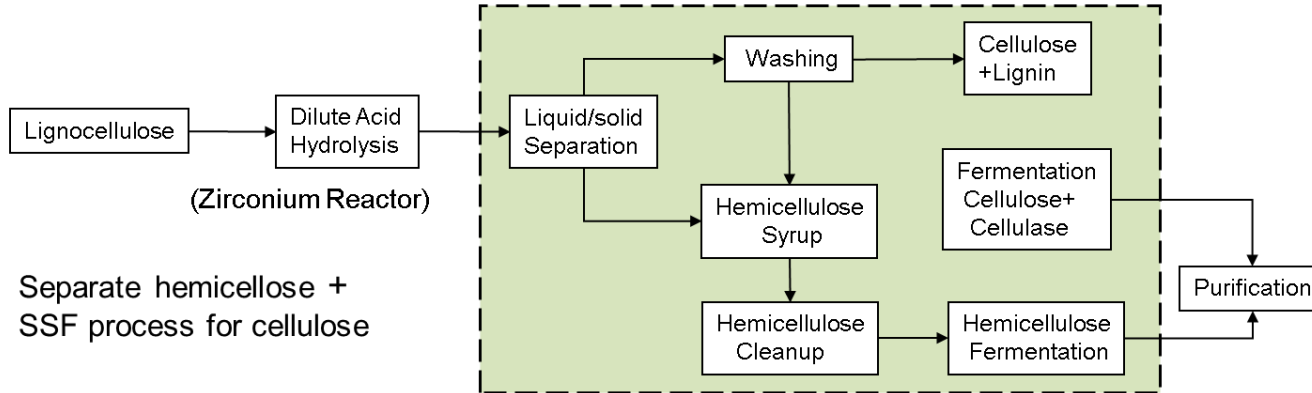 Lignocellulose
Dilute Acid
Hydrolysis
(Zirconium Reactor)
Liquid/solid
Separation
Washing
Cellulose
+Lignin
Hemicellulose
Syrup
Fermentation
Cellulose+
Cellulase
Hemicellulose
Cleanup
Hemicellulose
Fermentation
Purification
Separate hemicellose +
SSF process for cellulose